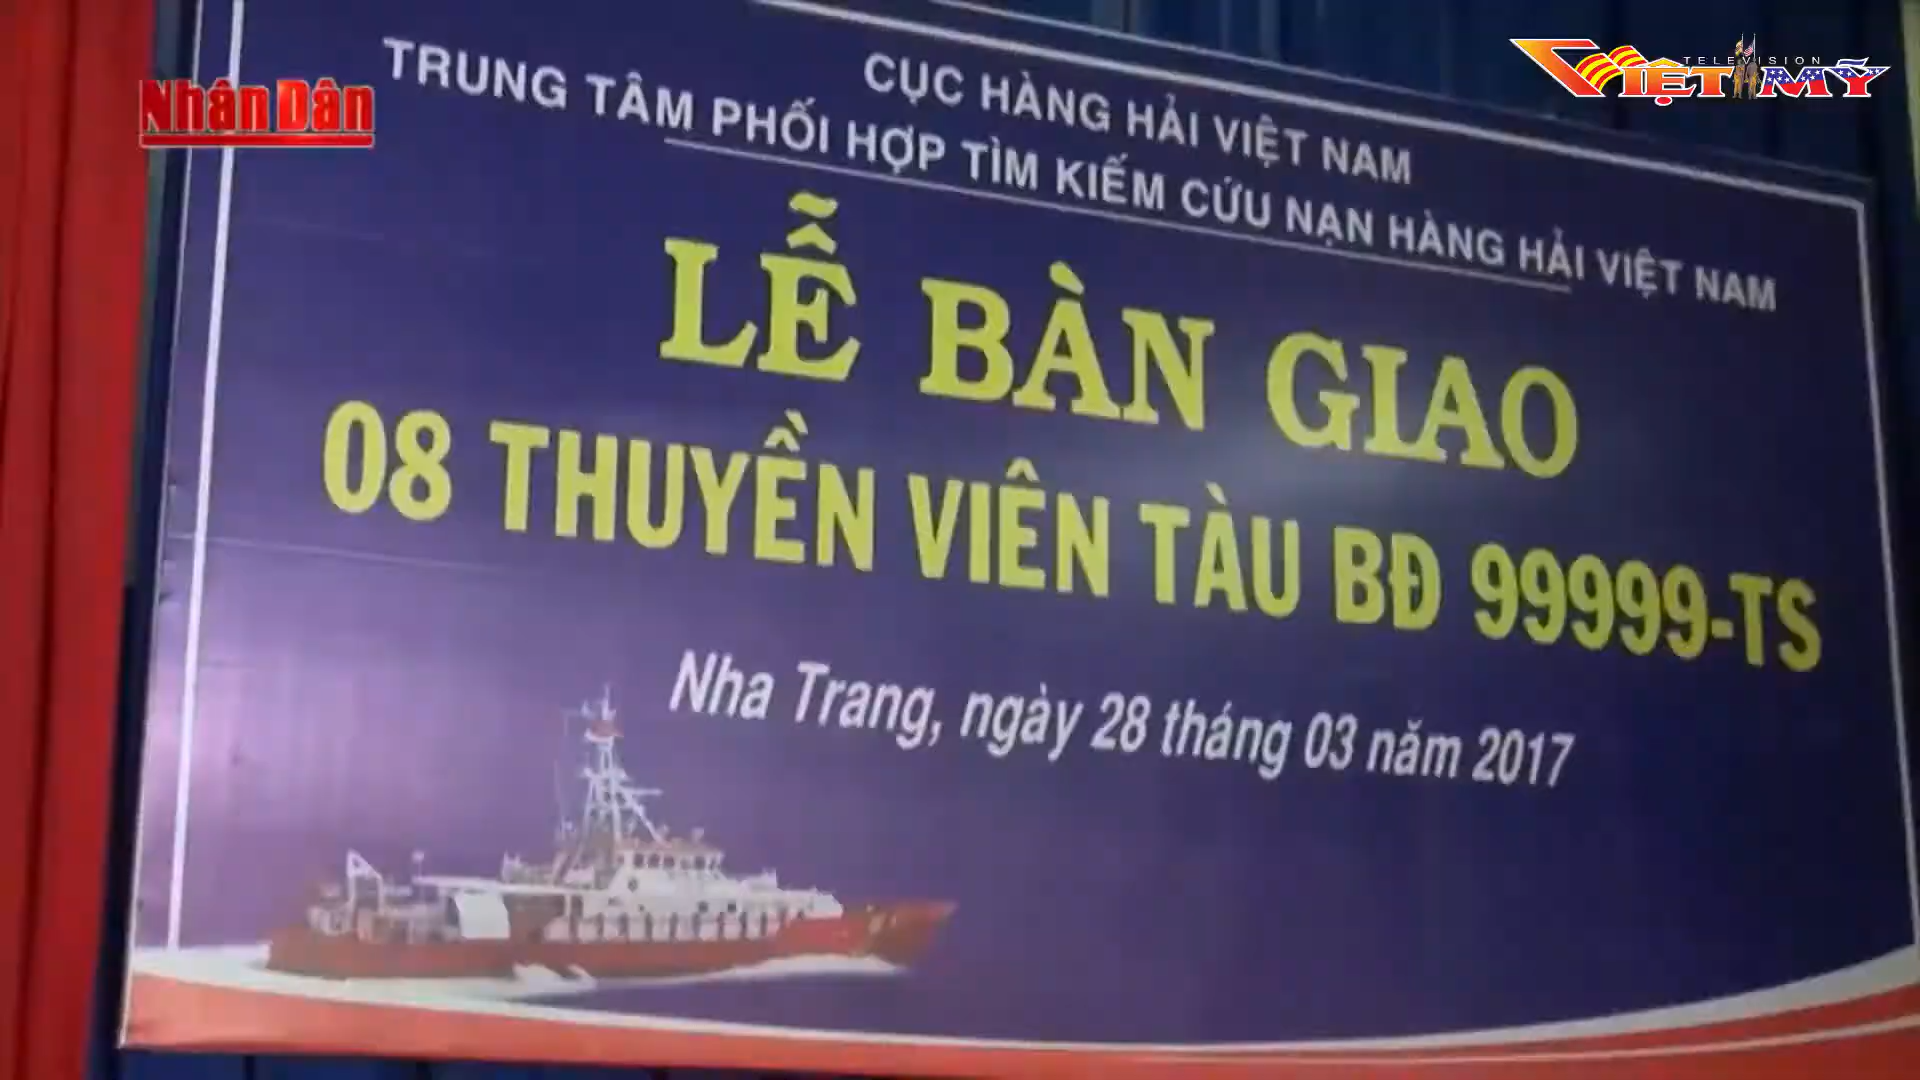 Nhân Dân
TELEVISION
VIỆT MỸ
CỤC HÀNG HẢI VIỆT NAM
TRUNG TÂM PHỐI HỢP TÌM KIẾM CỨU NẠN HÀNG HẢI VIỆT NAM
LỄ BÀN GIAO
08 THUYỀN VIÊN TÀU BĐ 99999-TS
Nha Trang, ngày 28 tháng 03 năm 2017